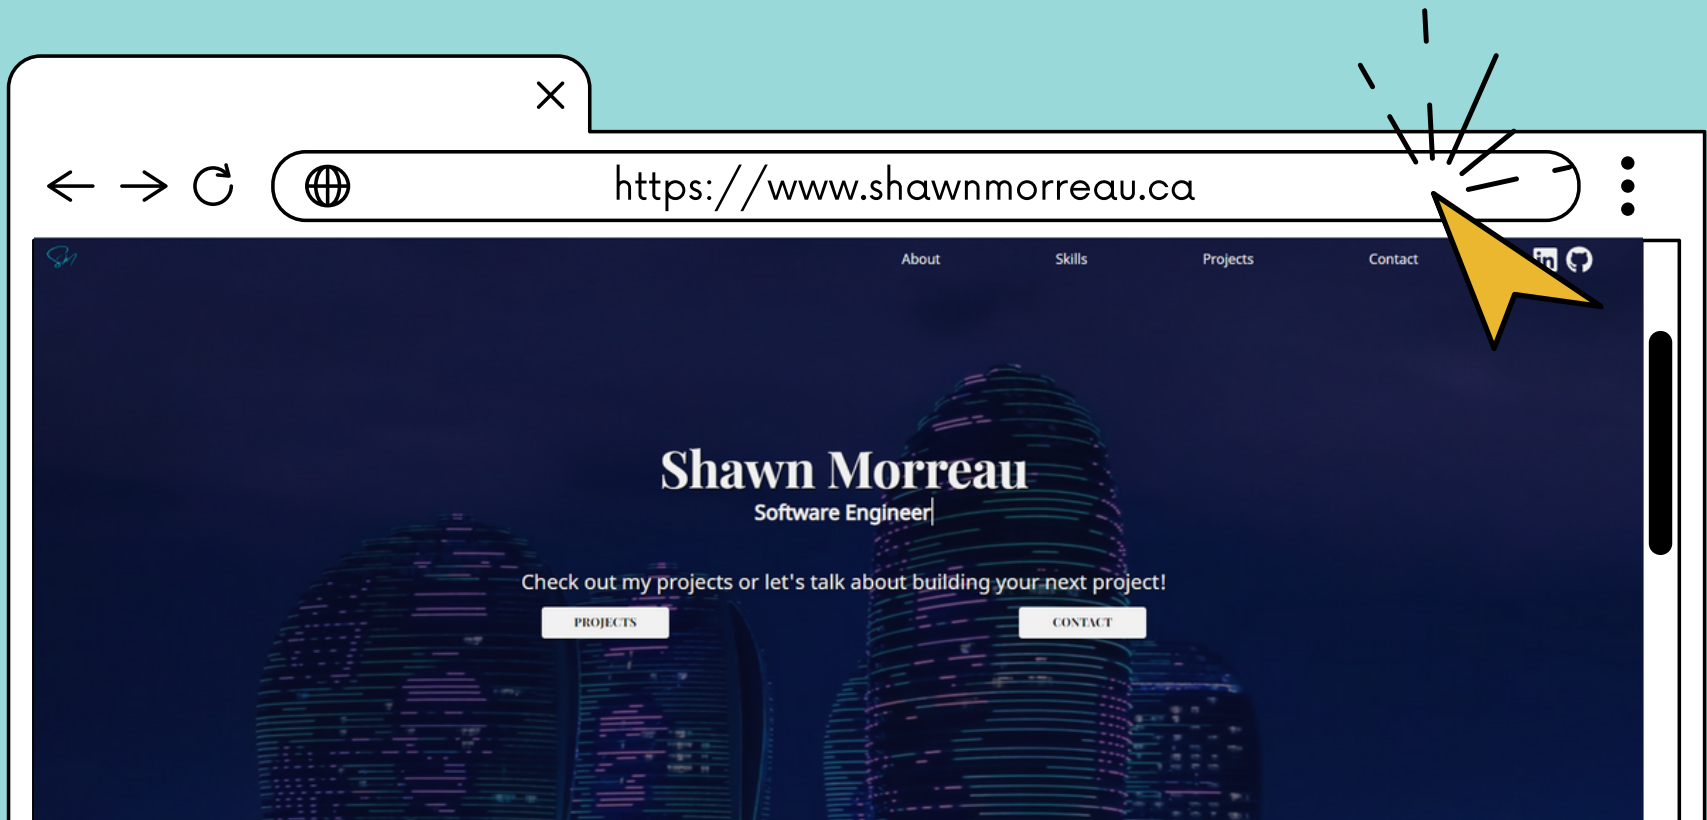 https://www.shawnmorreau.ca
About Skills Projects Contact in
Shawn Morreau
Software Engineer
Check out my projects or let's talk about building your next project!
PROJECTS CONTACT